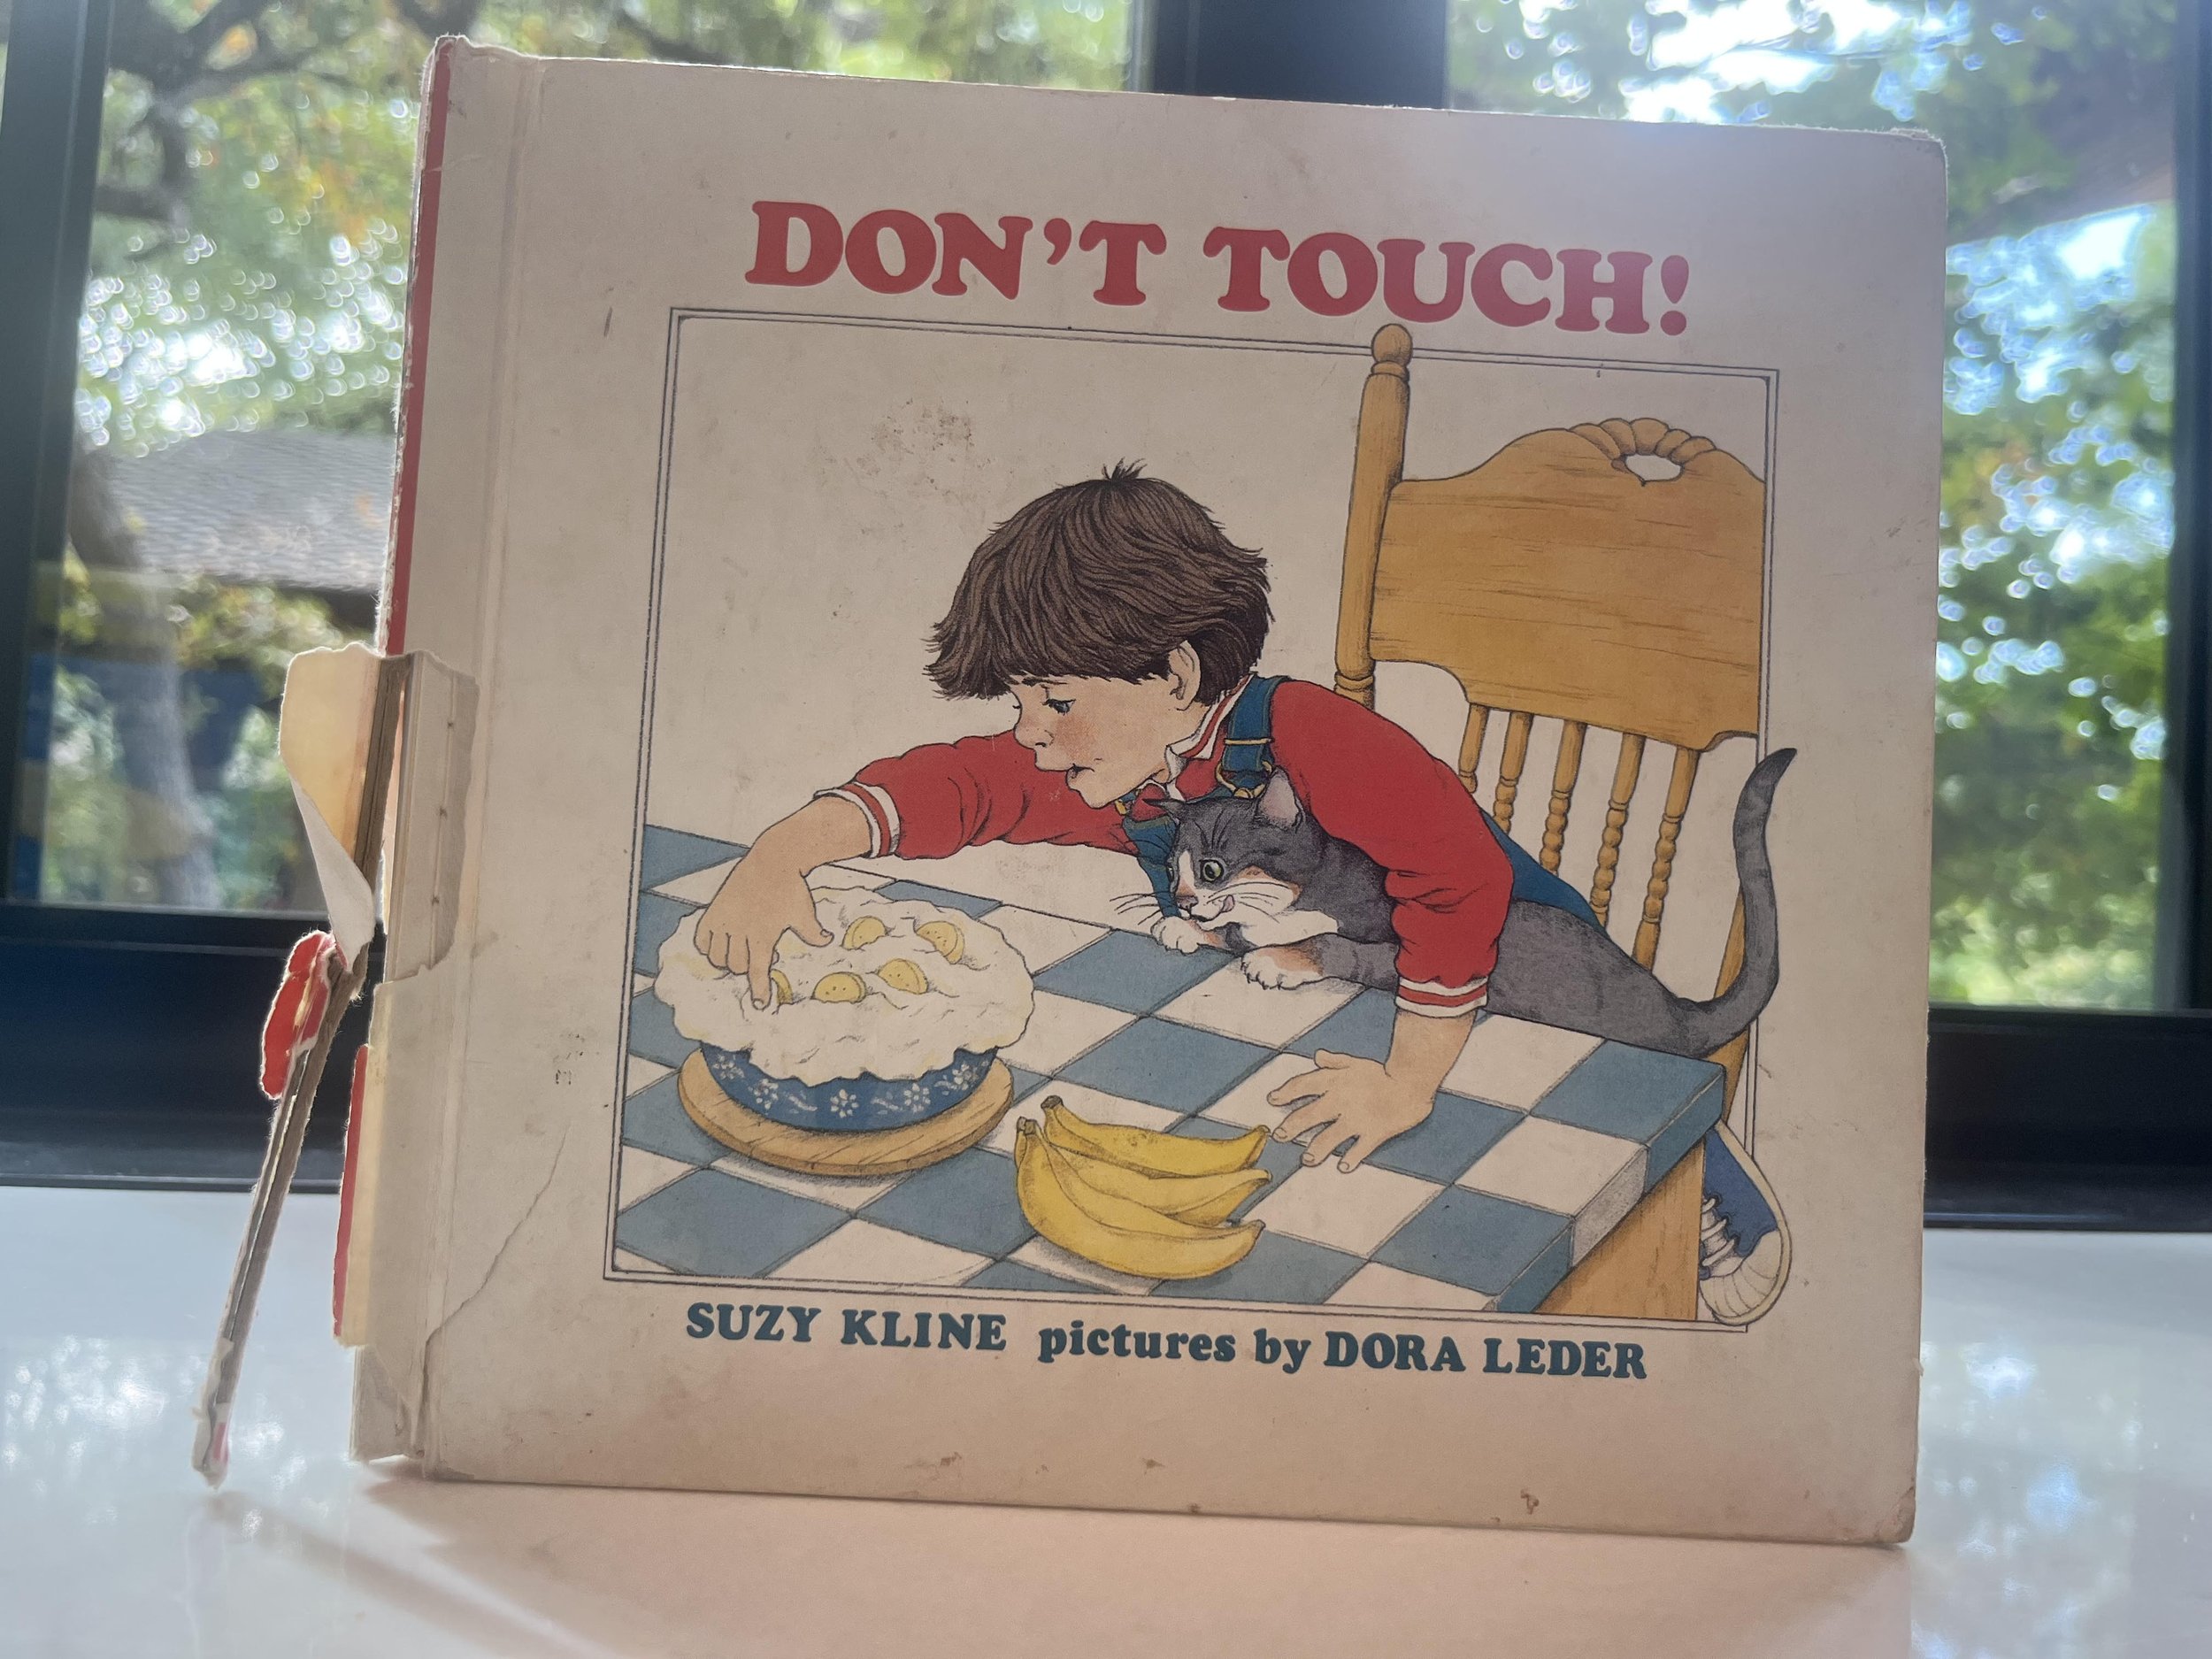 DON'T TOUCH!
SUZY KLINE pictures by DORA LEDER